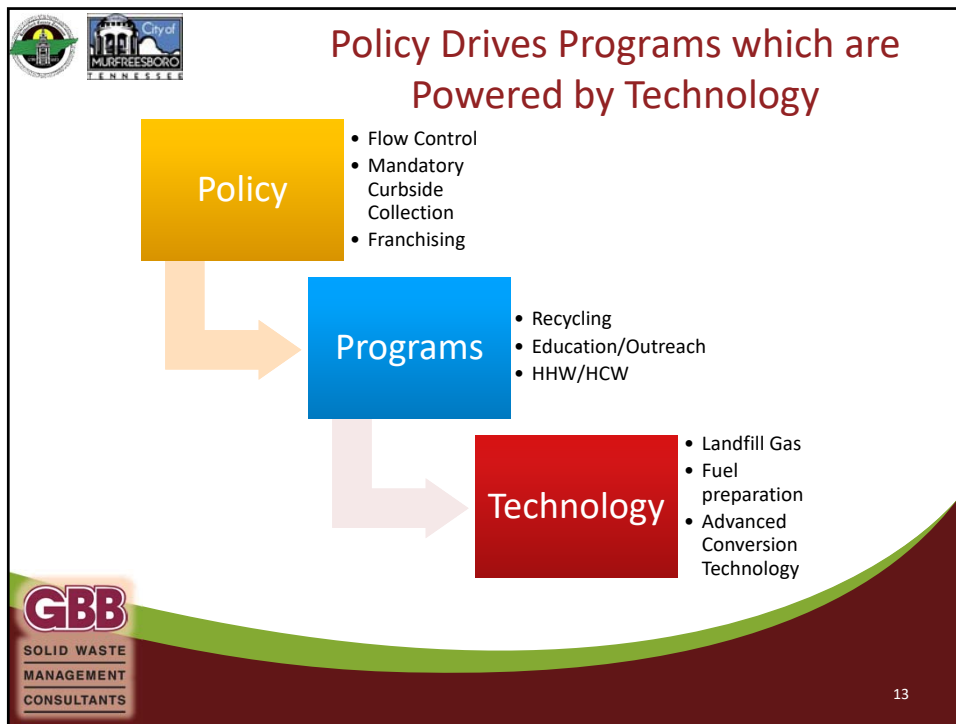 City of
MURFREESBORO
TENNESSEE
Policy Drives Programs which are
Powered by Technology
Policy
• Flow Control
• Mandatory
Curbside
Collection
• Franchising
Programs
• Recycling
• Education/Outreach
• HHW/HCW
Technology
• Landfill Gas
• Fuel
preparation
• Advanced
Conversion
Technology
GBB
SOLID WASTE
MANAGEMENT
CONSULTANTS
13